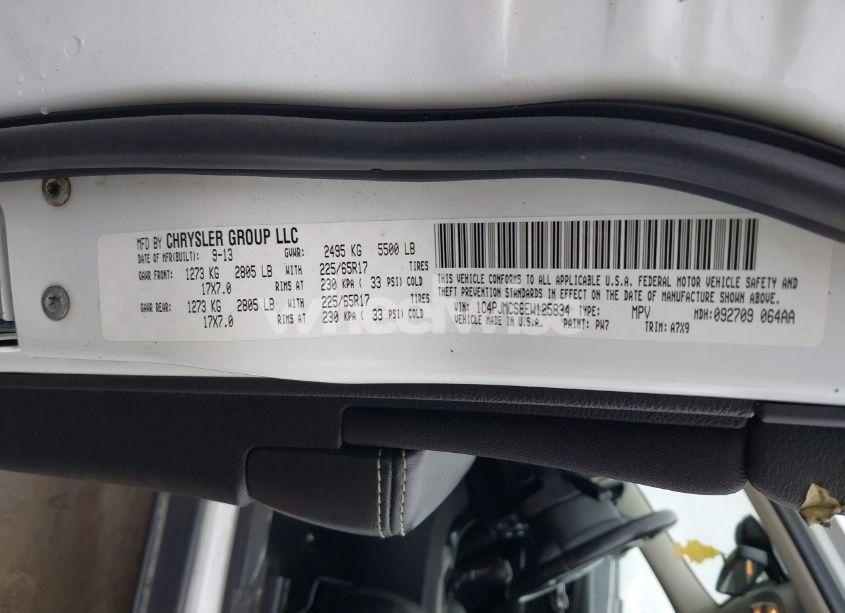 MFD BY CHRYSLER GROUP LLC
DATE OF MFR(BUILT): 9-13 GVWR: 2495 KG 5500 LB
GAWR FRONT: 1273 KG 2805 LB WITH 225/65R17 TIRES
17X7.0 RIMS AT 230 KPA ( 33 PSI) COLD
GAWR REAR: 1273 KG 2805 LB WITH 225/65R17 TIRES
17X7.0 RIMS AT 230 KPA ( 33 PSI) COLD
THIS VEHICLE CONFORMS TO ALL APPLICABLE U.S.A. FEDERAL MOTOR VEHICLE SAFETY AND
THEFT PREVENTION STANDARDS IN EFFECT ON THE DATE OF MANUFACTURE SHOWN ABOVE.
VIN: 1C4PJMCS8EW125834 TYPE: MPV MDH: 092709 064AA
VEHICLE MADE IN U.S.A. PAINT: PW7 TRIM: A7X9